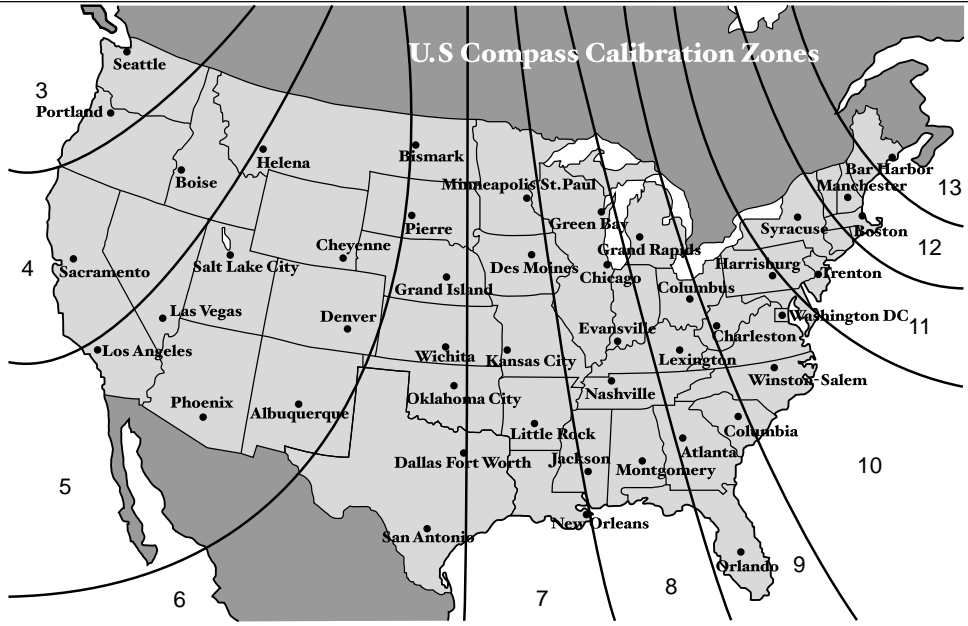 U.S Compass Calibration Zones
Seattle
3
Portland
Helena
Bismark
Boise
Minneapolis St.Paul
Bar Harbor
Manchester
13
Green Bay
Pierre
Syracuse
Boston
Cheyenne
Grand Rapids
12
4
Sacramento
Salt Lake City
Des Moines
Chicago
Harrisburg
Trenton
Grand Island
Columbus
Las Vegas
Denver
Evansville
Charleston
Washington DC
11
Los Angeles
Wichita
Kansas City
Lexington
Winston-Salem
Phoenix
Albuquerque
Oklahoma City
Nashville
Little Rock
Columbia
Dallas Fort Worth
Jackson
Atlanta
Montgomery
10
5
San Antonio
New Orleans
Orlando
9
6
7
8